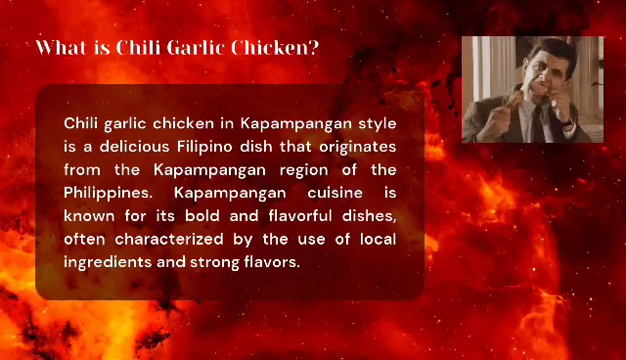 What is Chili Garlic Chicken?
Chili garlic chicken in Kapampangan style
is a delicious Filipino dish that originates
from the Kapampangan region of the
Philippines. Kapampangan cuisine is
known for its bold and flavorful dishes,
often characterized by the use of local
ingredients and strong flavors.